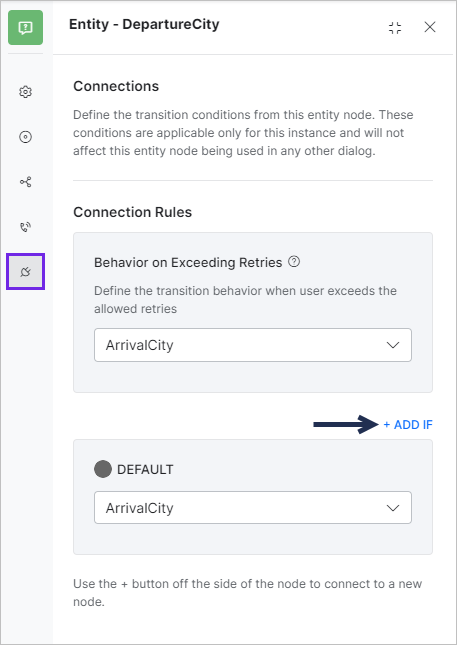 Entity - DepartureCity
Connections
Define the transition conditions from this entity node. These
conditions are applicable only for this instance and will not
affect this entity node being used in any other dialog.
Connection Rules
Behavior on Exceeding Retries
Define the transition behavior when user exceeds the
allowed retries
ArrivalCity
+ ADD IF
DEFAULT
ArrivalCity
Use the + button off the side of the node to connect to a new
node.